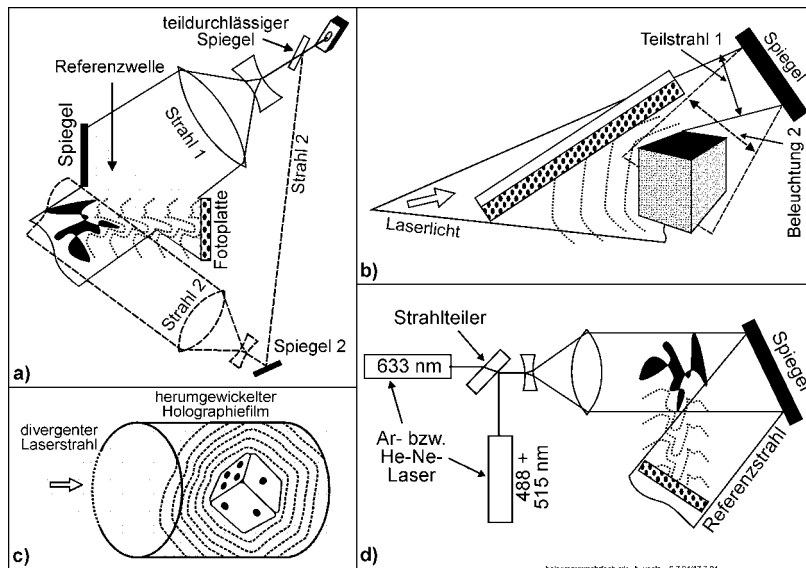 teildurchlässiger
Spiegel
Referenzwelle
Spiegel
Strahl 1
Strahl 2
Fotoplatte
Strahl 2
Spiegel 2
a)
Spiegel
Teilstrahl 1
Beleuchtung 2
Laserlicht
b)
herumgewickelter
Holographiefilm
divergenter
Laserstrahl
c)
Strahlteiler
633 nm
Ar- bzw.
He-Ne-
Laser
488 +
515 nm
Spiegel
Referenzstrahl
d)